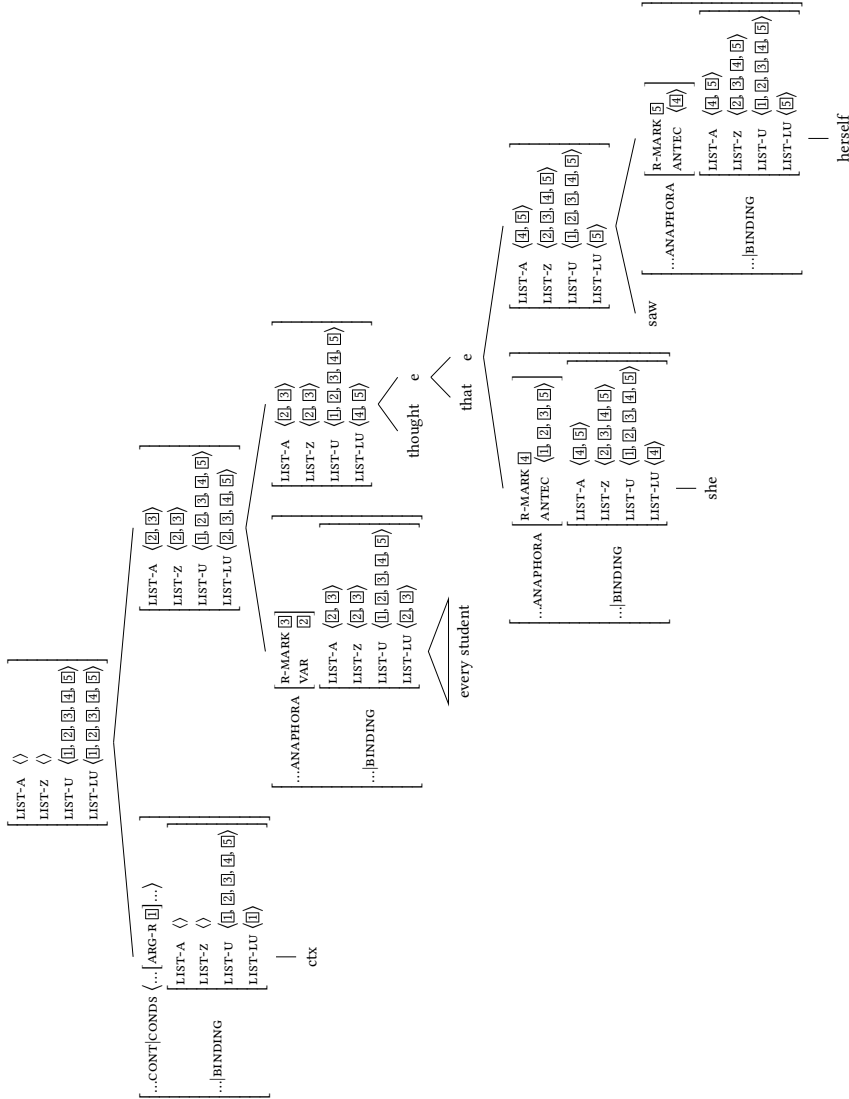 [LIST-A ⟨⟩
LIST-Z ⟨⟩
LIST-U ⟨1, 2, 3, 4, 5⟩
LIST-LU ⟨1, 2, 3, 4, 5⟩]
[...CONT|CONDS ⟨...[ARG-R 1]...⟩
...|BINDING [LIST-A ⟨⟩
LIST-Z ⟨⟩
LIST-U ⟨1, 2, 3, 4, 5⟩
LIST-LU ⟨1⟩]]
ctx
[LIST-A ⟨2, 3⟩
LIST-Z ⟨2, 3⟩
LIST-U ⟨1, 2, 3, 4, 5⟩
LIST-LU ⟨2, 3, 4, 5⟩]
[...ANAPHORA [R-MARK 3
VAR 2]
...|BINDING [LIST-A ⟨2, 3⟩
LIST-Z ⟨2, 3⟩
LIST-U ⟨1, 2, 3, 4, 5⟩
LIST-LU ⟨2, 3⟩]]
every student
[LIST-A ⟨2, 3⟩
LIST-Z ⟨2, 3⟩
LIST-U ⟨1, 2, 3, 4, 5⟩
LIST-LU ⟨4, 5⟩]
thought e
that e
[...ANAPHORA [R-MARK 4
ANTEC ⟨1, 2, 3, 5⟩]
...|BINDING [LIST-A ⟨4, 5⟩
LIST-Z ⟨2, 3, 4, 5⟩
LIST-U ⟨1, 2, 3, 4, 5⟩
LIST-LU ⟨4⟩]]
she
[LIST-A ⟨4, 5⟩
LIST-Z ⟨2, 3, 4, 5⟩
LIST-U ⟨1, 2, 3, 4, 5⟩
LIST-LU ⟨5⟩]
saw
[...ANAPHORA [R-MARK 5
ANTEC ⟨4⟩]
...|BINDING [LIST-A ⟨4, 5⟩
LIST-Z ⟨2, 3, 4, 5⟩
LIST-U ⟨1, 2, 3, 4, 5⟩
LIST-LU ⟨5⟩]]
herself